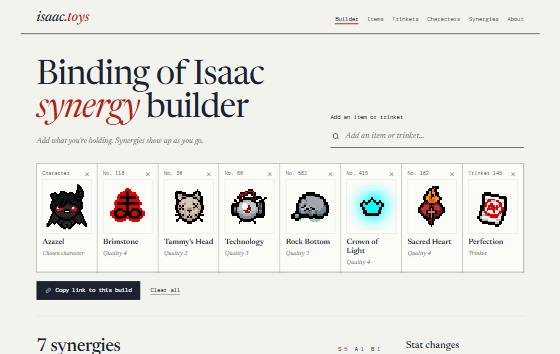 isaac.toys
Builder Items Trinkets Characters Synergies About
Binding of Isaac
synergy builder
Add what you're holding. Synergies show up as you go.
Add an item or trinket
Add an item or trinket...
Character ×
Azazel
Chosen character
No. 118 ×
Brimstone
Quality 4
No. 38 ×
Tammy's Head
Quality 2
No. 68 ×
Technology
Quality 3
No. 562 ×
Rock Bottom
Quality 4
No. 415 ×
Crown of
Light
Quality 4
No. 182 ×
Sacred Heart
Quality 4
Trinket 145 ×
Perfection
Trinket
Copy link to this build
Clear all
7 synergies
S 5 A 1 B 1
Stat changes